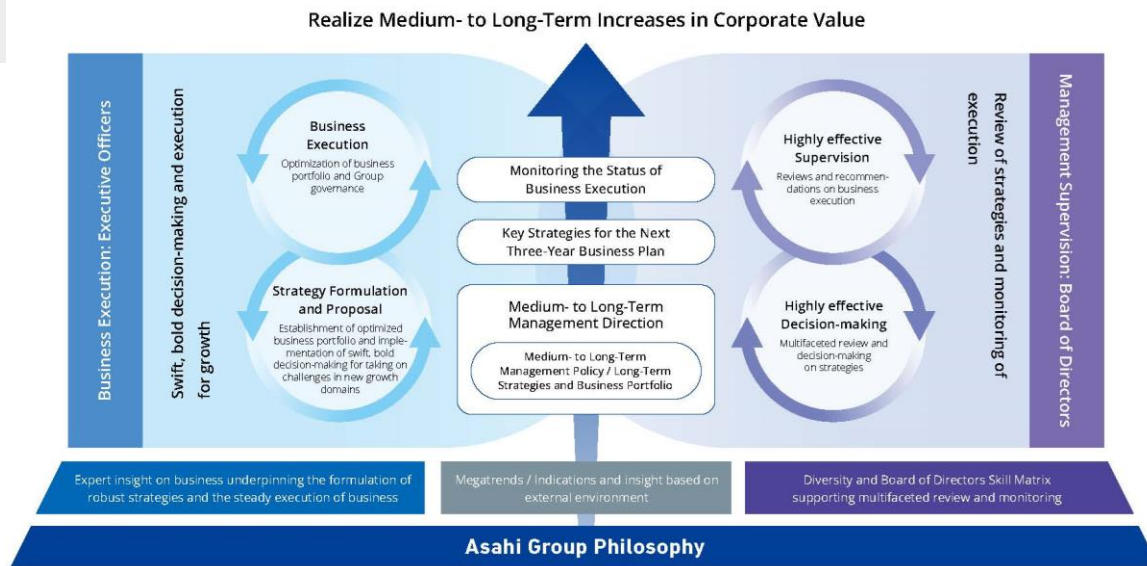 Realize Medium- to Long-Term Increases in Corporate Value
Business Execution: Executive Officers
Swift, bold decision-making and execution
for growth
Business
Execution
Optimization of business
portfolio and Group
governance
Strategy Formulation
and Proposal
Establishment of optimized
business portfolio and imple-
mentation of swift, bold
decision-making for taking on
challenges in new growth
domains
Monitoring the Status of
Business Execution
Key Strategies for the Next
Three-Year Business Plan
Medium- to Long-Term
Management Direction
Medium- to Long-Term
Management Policy / Long-Term
Strategies and Business Portfolio
Highly effective
Supervision
Reviews and recommen-
dations on business
execution
Highly effective
Decision-making
Multifaceted review and
decision-making
on strategies
Review of strategies and monitoring of
execution
Management Supervision: Board of Directors
Expert insight on business underpinning the formulation of
robust strategies and the steady execution of business
Megatrends / Indications and insight based on
external environment
Diversity and Board of Directors Skill Matrix
supporting multifaceted review and monitoring
Asahi Group Philosophy